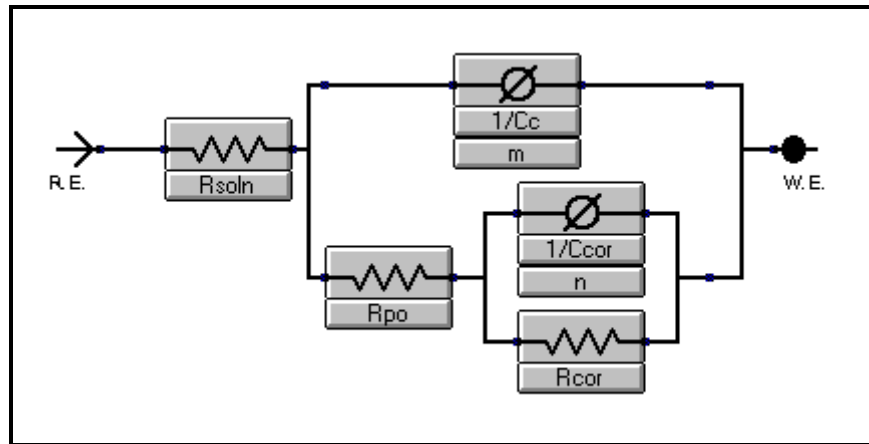 1/Cc
m
R.E.
Rsoln
W.E.
1/Ccor
n
Rpo
Rcor